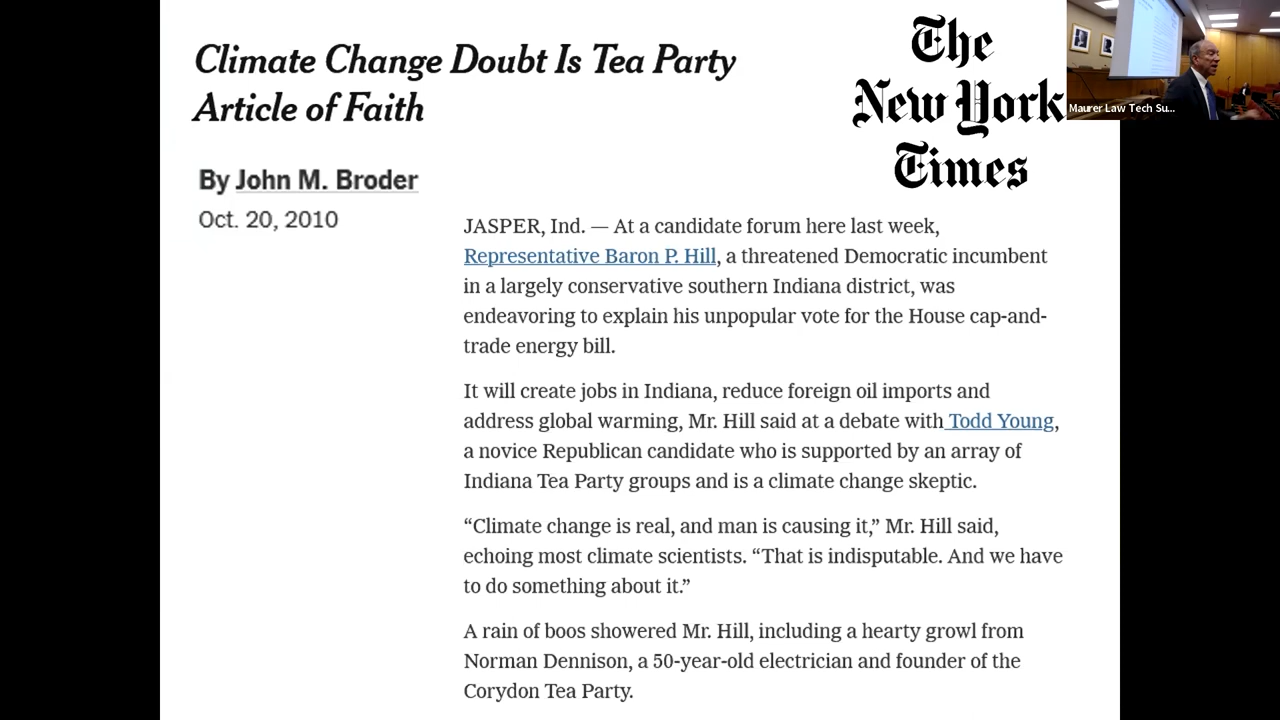 Climate Change Doubt Is Tea Party
Article of Faith
The
New York
Times
Maurer Law Tech Su...
By John M. Broder
Oct. 20, 2010
JASPER, Ind. — At a candidate forum here last week,
Representative Baron P. Hill, a threatened Democratic incumbent
in a largely conservative southern Indiana district, was
endeavoring to explain his unpopular vote for the House cap-and-
trade energy bill.
It will create jobs in Indiana, reduce foreign oil imports and
address global warming, Mr. Hill said at a debate with Todd Young,
a novice Republican candidate who is supported by an array of
Indiana Tea Party groups and is a climate change skeptic.
“Climate change is real, and man is causing it,” Mr. Hill said,
echoing most climate scientists. “That is indisputable. And we have
to do something about it.”
A rain of boos showered Mr. Hill, including a hearty growl from
Norman Dennison, a 50-year-old electrician and founder of the
Corydon Tea Party.